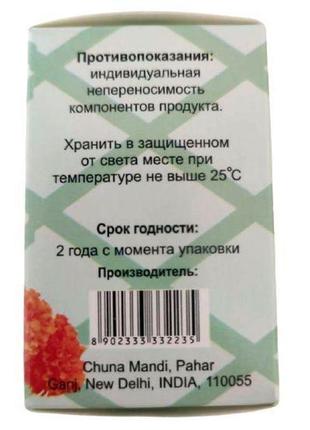 Противопоказания:
индивидуальная
непереносимость
компонентов продукта.
Хранить в защищенном
от света месте при
температуре не выше 25°С
Срок годности:
2 года с момента упаковки
Производитель:
8 902333 332235
Chuna Mandi, Pahar
Ganj, New Delhi, INDIA, 110055